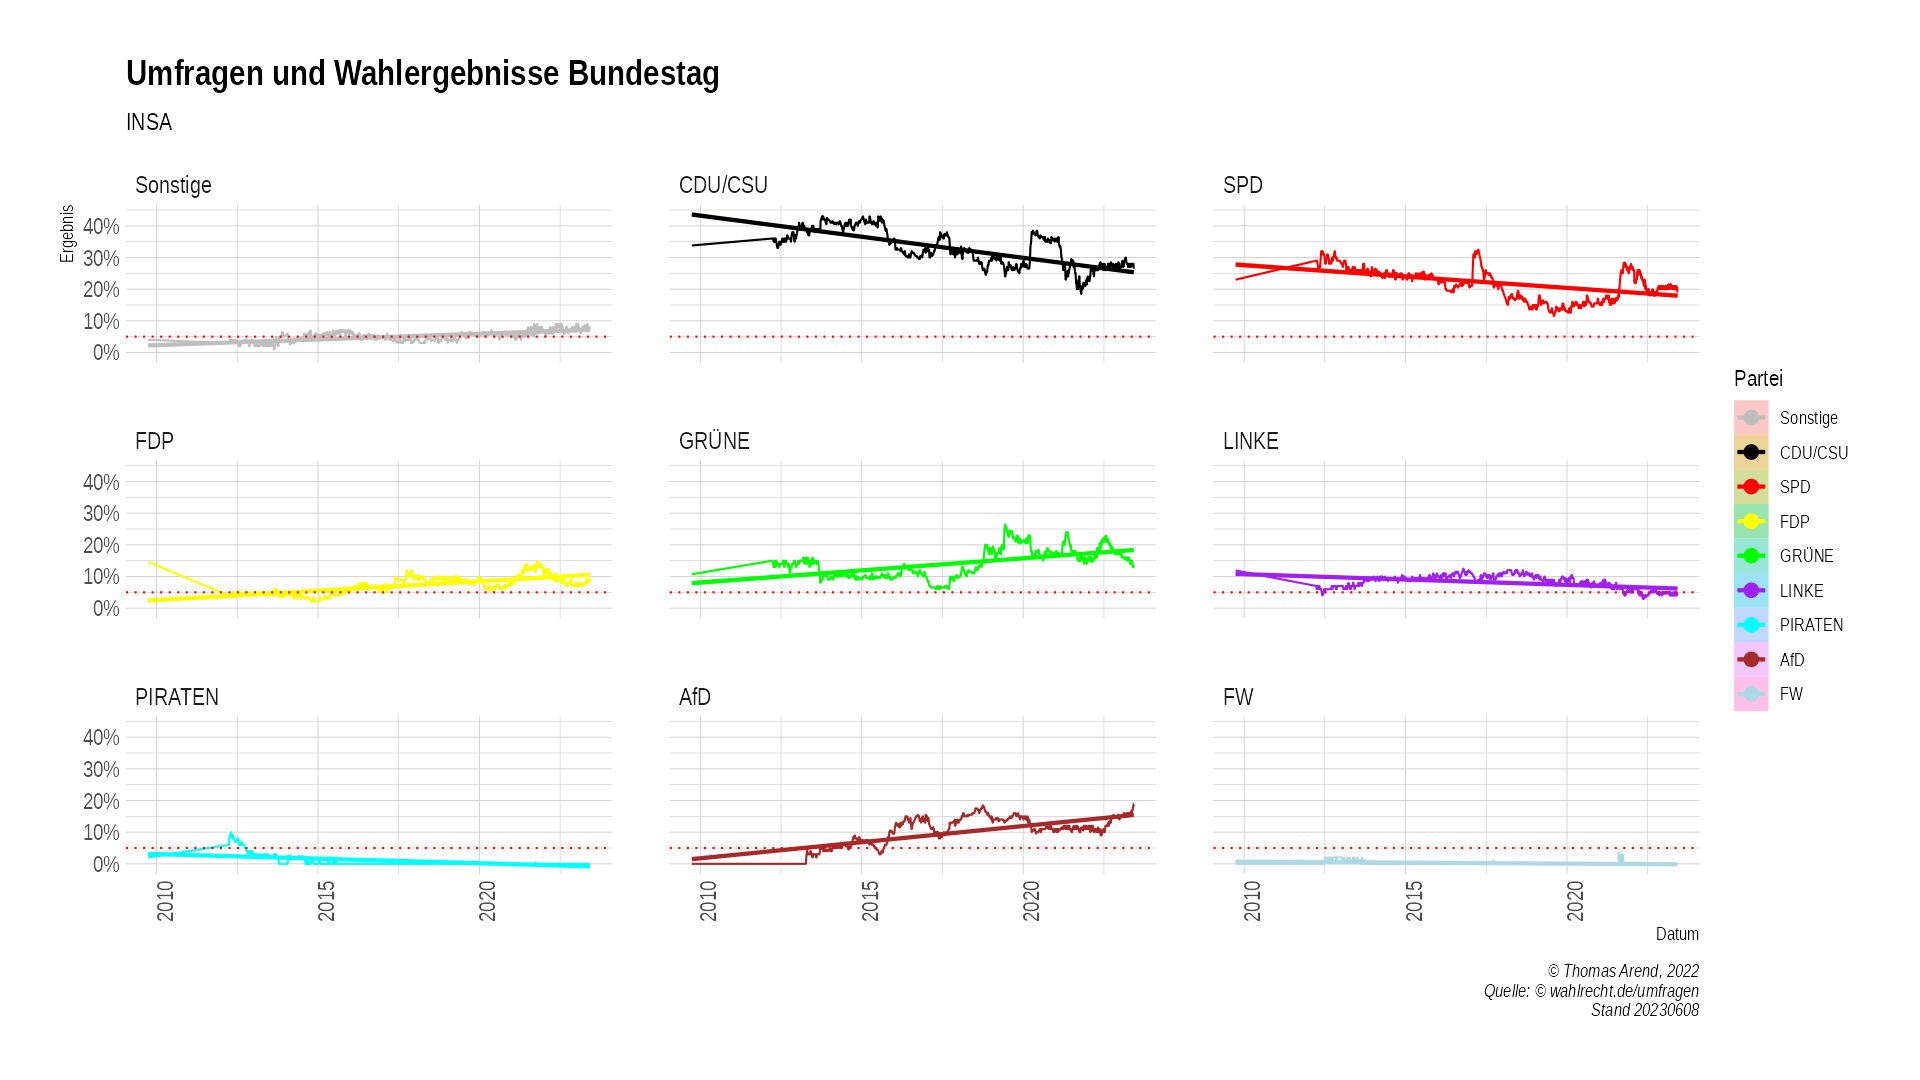 Umfragen und Wahlergebnisse Bundestag
INSA
Sonstige
CDU/CSU
SPD
Ergebnis
40%
30%
20%
10%
0%
FDP
GRÜNE
LINKE
40%
30%
20%
10%
0%
PIRATEN
AfD
FW
40%
30%
20%
10%
0%
2010
2015
2020
2010
2015
2020
2010
2015
2020
Datum
Partei
Sonstige
CDU/CSU
SPD
FDP
GRÜNE
LINKE
PIRATEN
AfD
FW
© Thomas Arend, 2022
Quelle: © wahlrecht.de/umfragen
Stand 20230608